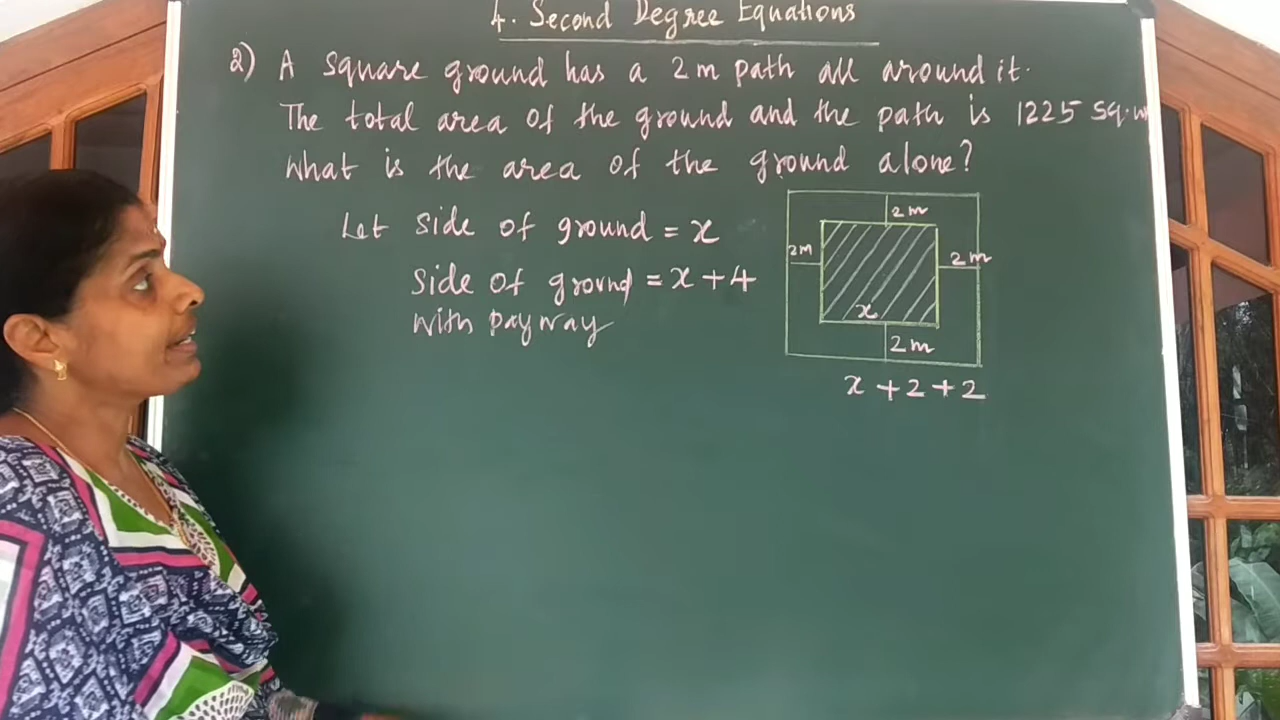 4. Second Degree Equations
2) A square ground has a 2m path all around it.
The total area of the ground and the path is 1225 sq.m
What is the area of the ground alone?
Let side of ground = x
Side of ground = x + 4
with payway
2m
2m
2m
x
2m
x + 2 + 2